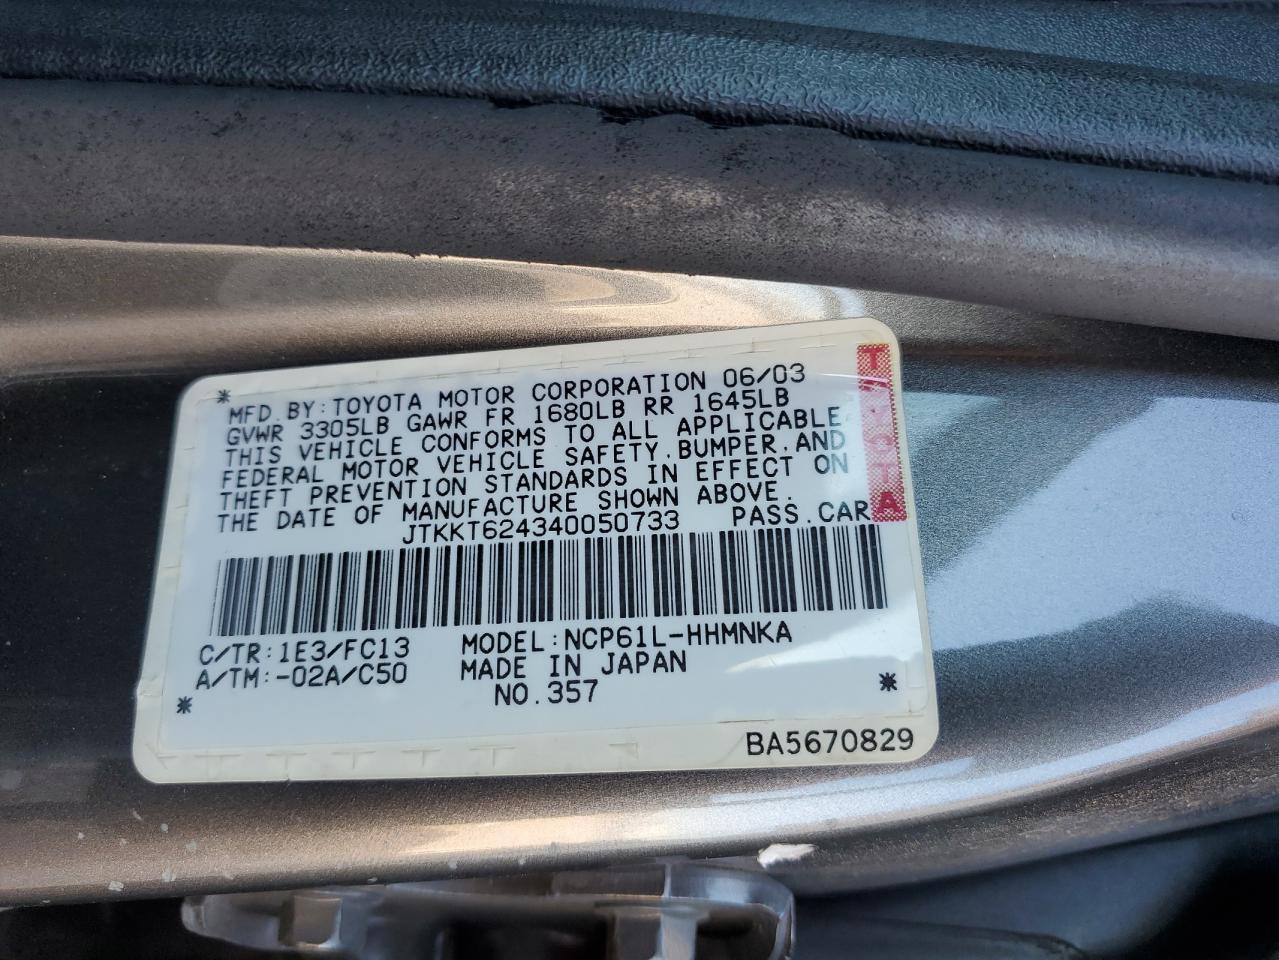 *
MFD. BY: TOYOTA MOTOR CORPORATION 06/03
GVWR 3305LB GAWR FR 1680LB RR 1645LB
THIS VEHICLE CONFORMS TO ALL APPLICABLE
FEDERAL MOTOR VEHICLE SAFETY, BUMPER, AND
THEFT PREVENTION STANDARDS IN EFFECT ON
THE DATE OF MANUFACTURE SHOWN ABOVE.
JTKKT624340050733 PASS. CAR
TOYOTA
C/TR: 1E3/FC13 MODEL: NCP61L-HHMNKA
A/TM: -02A/C50 MADE IN JAPAN
* NO. 357 *
BA5670829